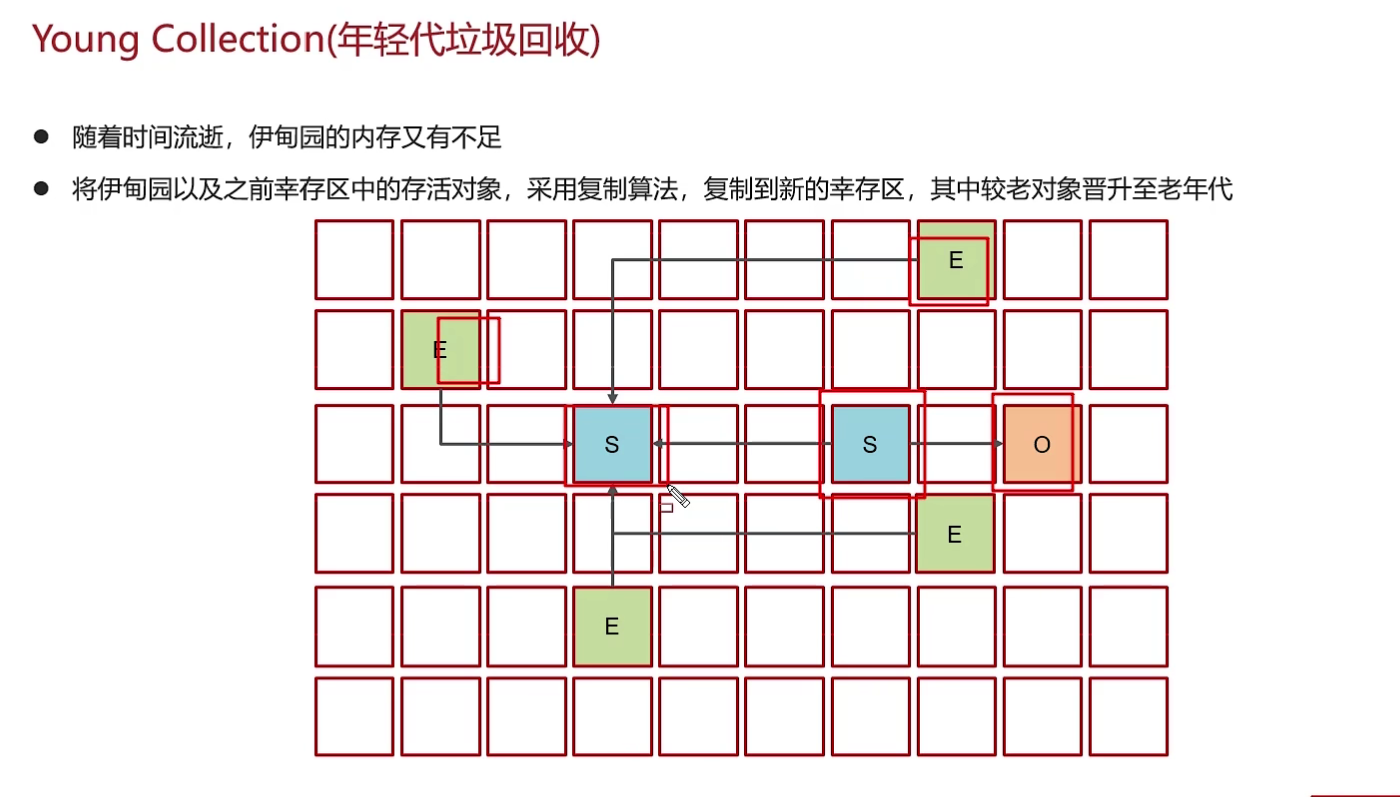 Young Collection(年轻代垃圾回收)
● 随着时间流逝，伊甸园的内存又有不足
● 将伊甸园以及之前幸存区中的存活对象，采用复制算法，复制到新的幸存区，其中较老对象晋升至老年代
E
E
S S O
E
E